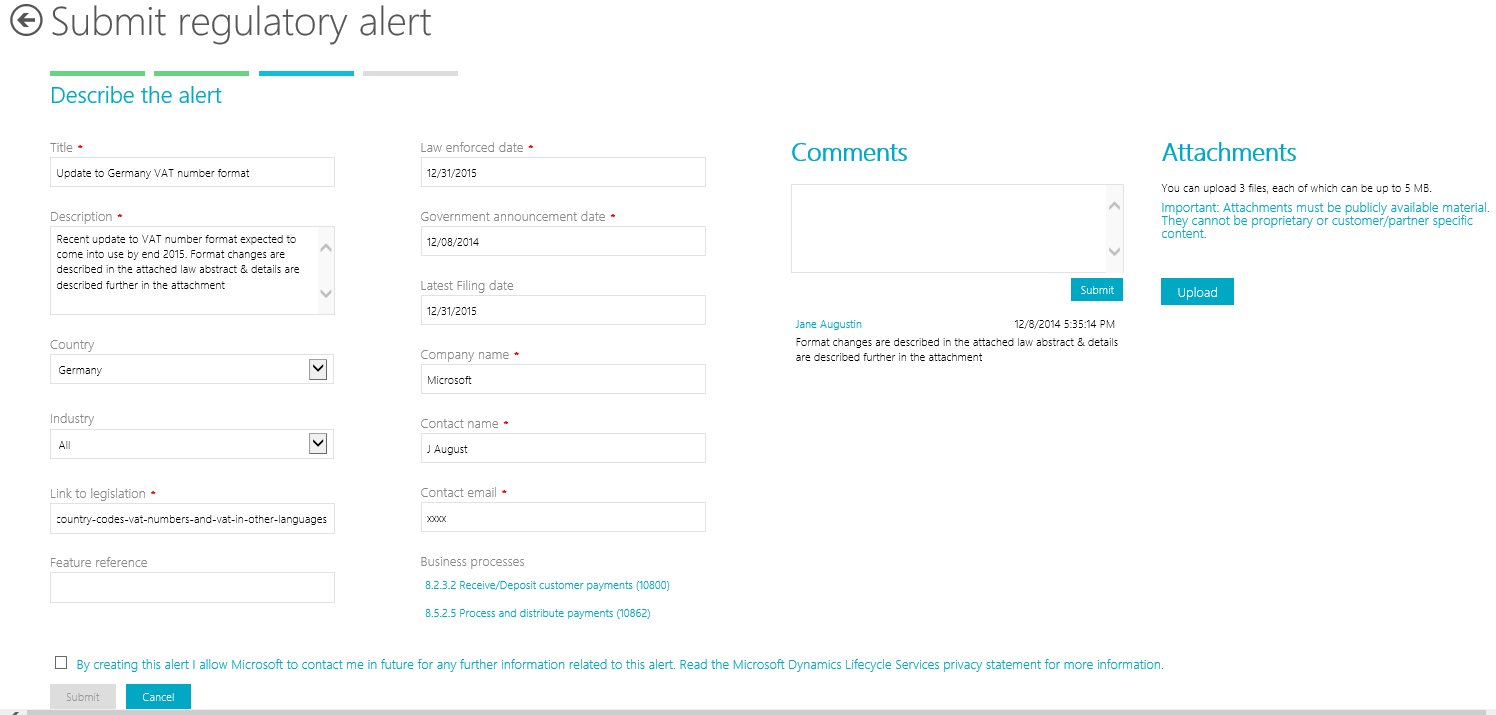 Submit regulatory alert
Describe the alert
Title *
Update to Germany VAT number format
Description *
Recent update to VAT number format expected to
come into use by end 2015. Format changes are
described in the attached law abstract & details are
described further in the attachment
Country
Germany
Industry
All
Link to legislation *
country-codes-vat-numbers-and-vat-in-other-languages
Feature reference
Law enforced date *
12/31/2015
Government announcement date *
12/08/2014
Latest Filing date
12/31/2015
Company name *
Microsoft
Contact name *
J August
Contact email *
xxxx
Business processes
8.2.3.2 Receive/Deposit customer payments (10800)
8.5.2.5 Process and distribute payments (10862)
Comments
Submit
Jane Augustin 12/8/2014 5:35:14 PM
Format changes are described in the attached law abstract & details
are described further in the attachment
Attachments
You can upload 3 files, each of which can be up to 5 MB.
Important: Attachments must be publicly available material.
They cannot be proprietary or customer/partner specific
content.
Upload
By creating this alert I allow Microsoft to contact me in future for any further information related to this alert. Read the Microsoft Dynamics Lifecycle Services privacy statement for more information.
Submit Cancel